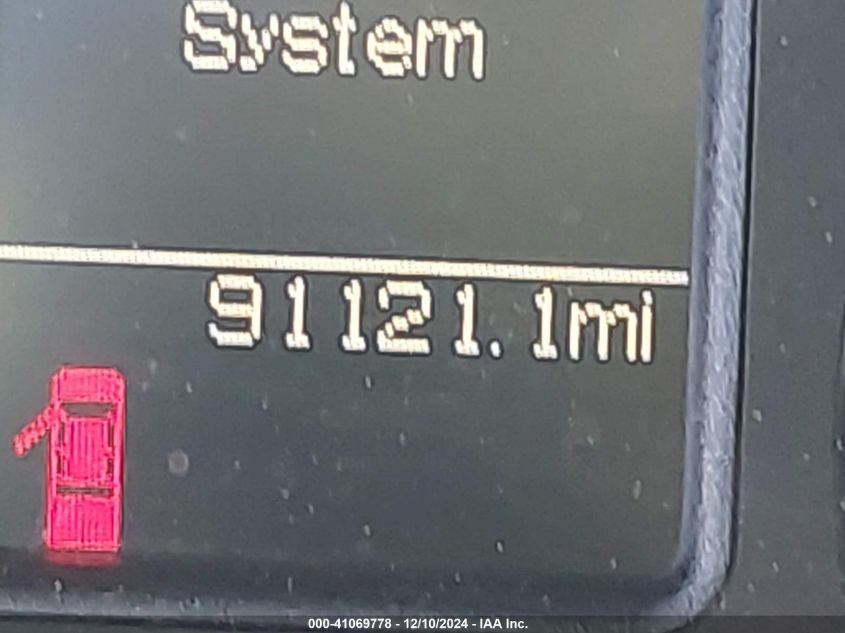 System
91121.1mi
000-41069778 - 12/10/2024 - IAA Inc.